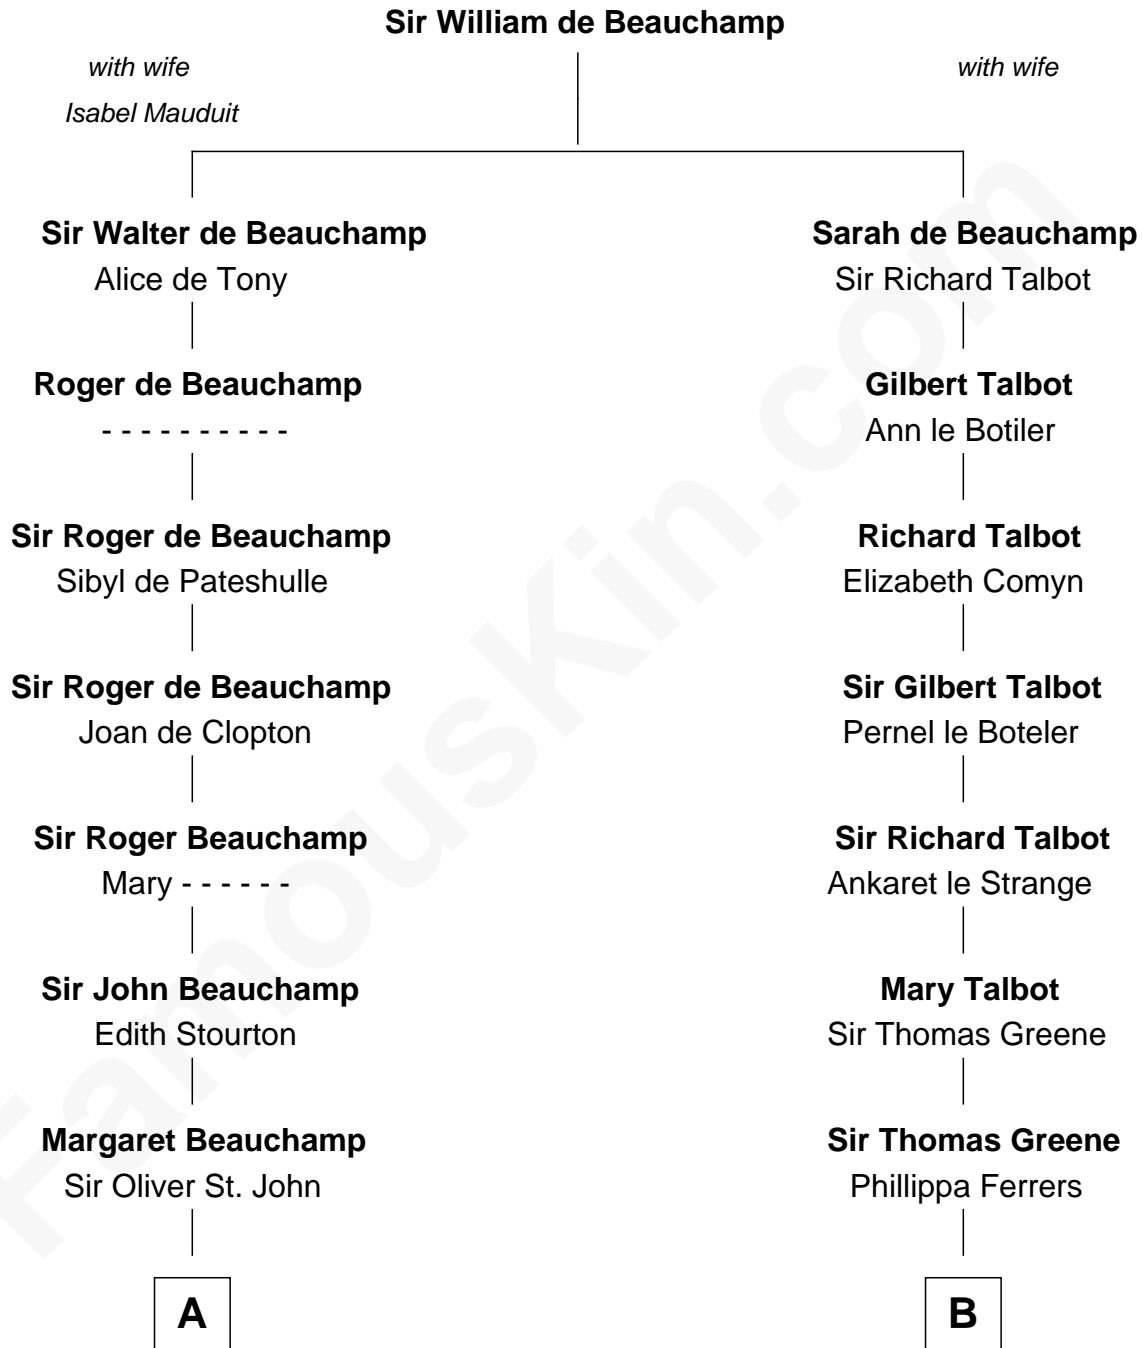 Sir William de Beauchamp
with wife
Isabel Mauduit
with wife
Sir Walter de Beauchamp
Alice de Tony
Sarah de Beauchamp
Sir Richard Talbot
Roger de Beauchamp
- - - - - - - - - -
Gilbert Talbot
Ann le Botiler
Sir Roger de Beauchamp
Sibyl de Pateshulle
Richard Talbot
Elizabeth Comyn
Sir Roger de Beauchamp
Joan de Clopton
Sir Gilbert Talbot
Pernel le Boteler
Sir Roger Beauchamp
Mary - - - - - -
Sir Richard Talbot
Ankaret le Strange
Sir John Beauchamp
Edith Stourton
Mary Talbot
Sir Thomas Greene
Margaret Beauchamp
Sir Oliver St. John
Sir Thomas Greene
Phillippa Ferrers
A
B
FamousKin.com